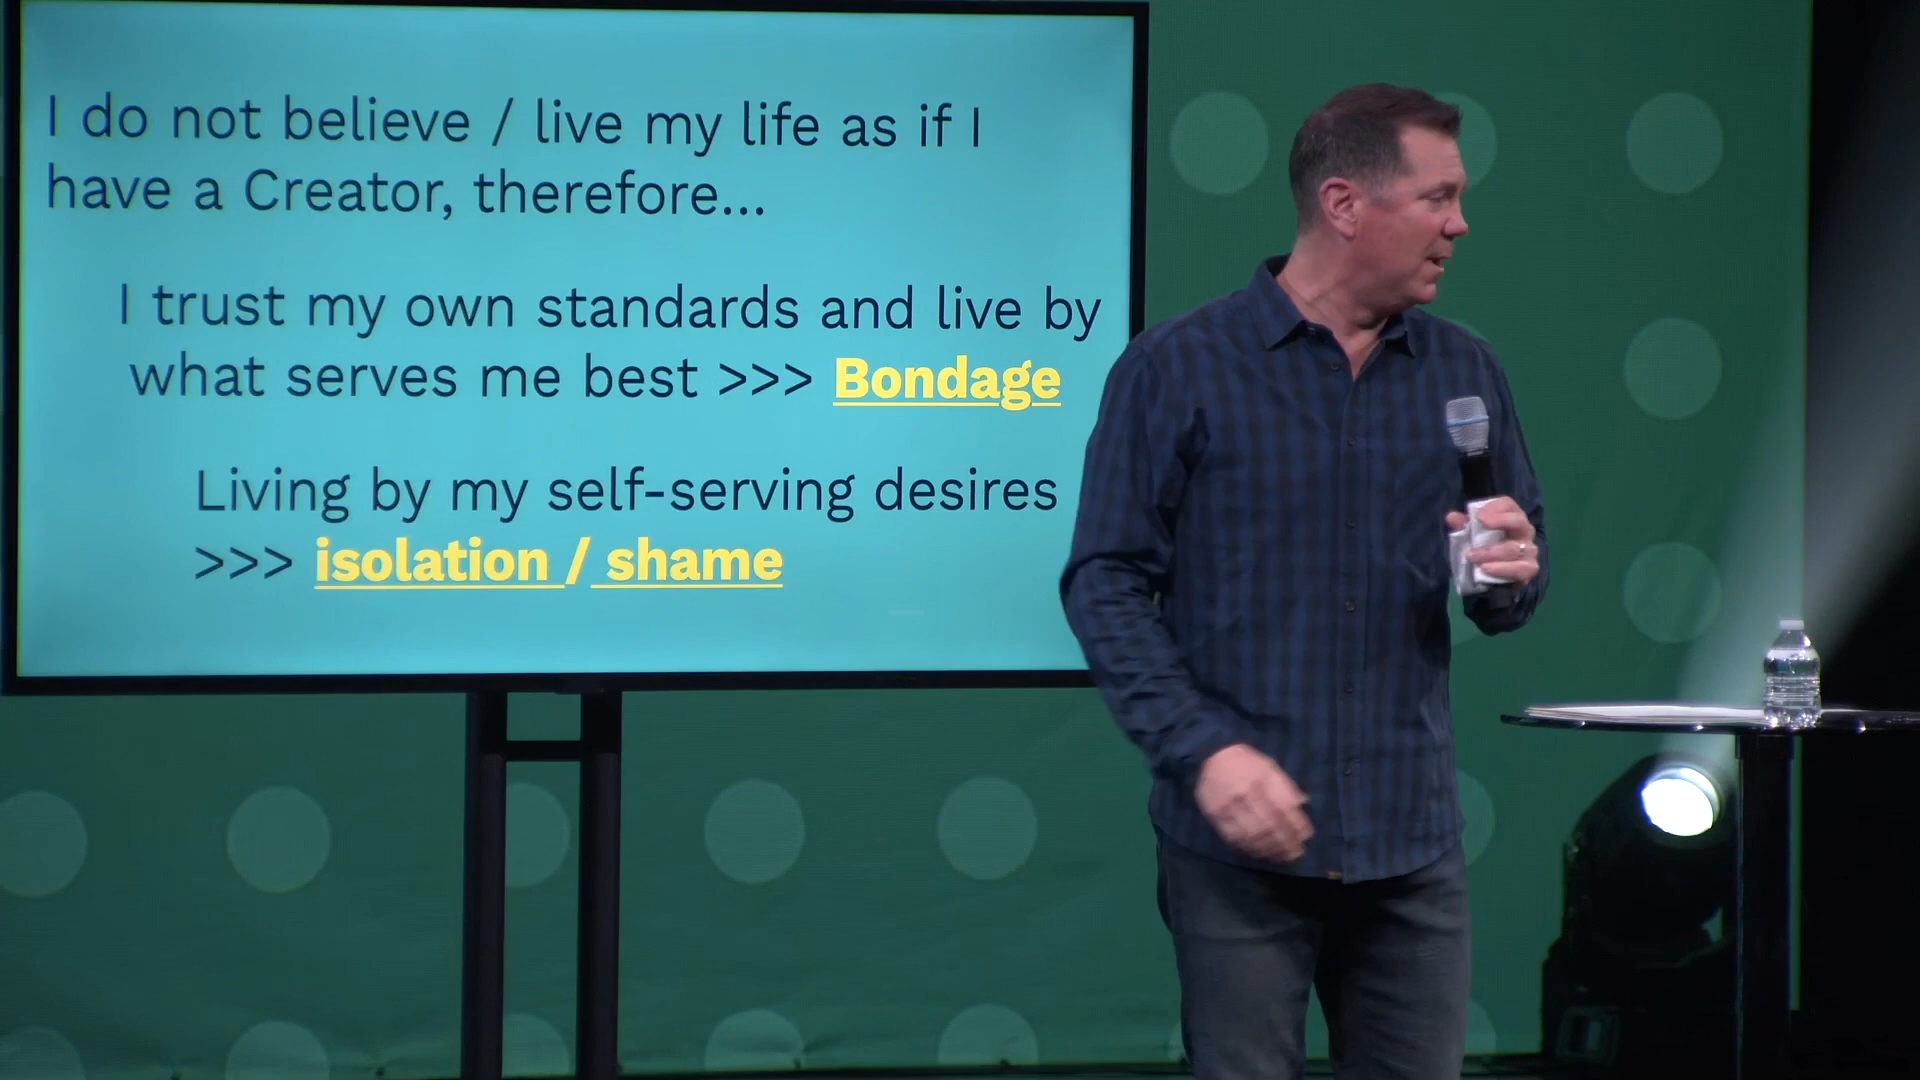 I do not believe / live my life as if I
have a Creator, therefore...
I trust my own standards and live by
what serves me best >>> Bondage
Living by my self-serving desires
>>> isolation / shame